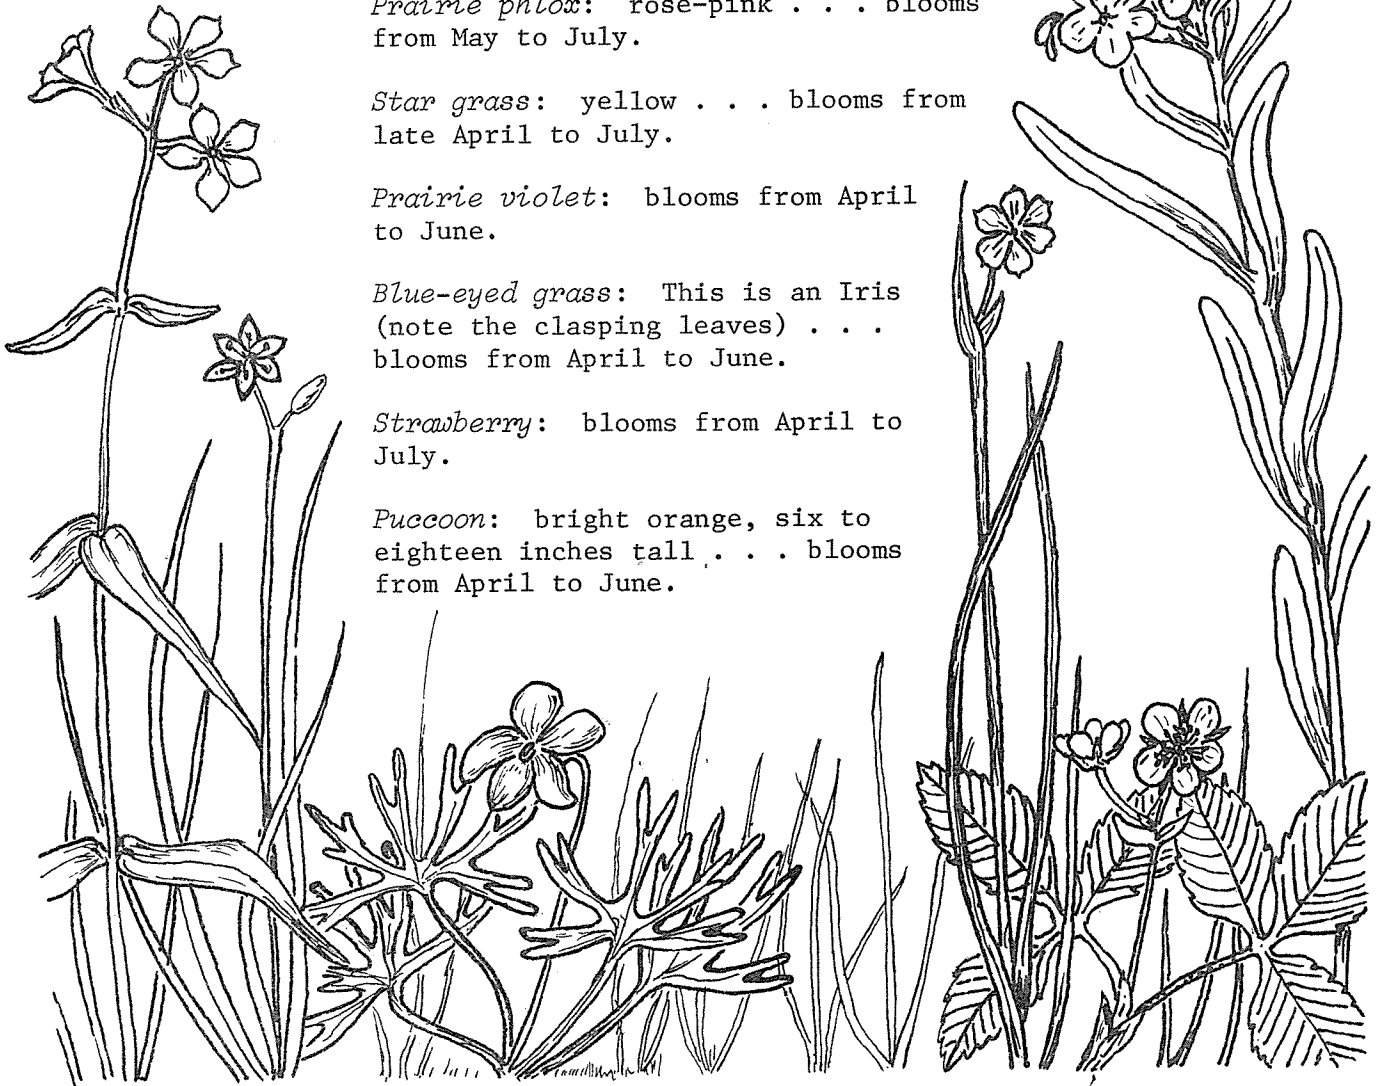 Prairie phlox: rose-pink . . . blooms
from May to July.
Star grass: yellow . . . blooms from
late April to July.
Prairie violet: blooms from April
to June.
Blue-eyed grass: This is an Iris
(note the clasping leaves) . . .
blooms from April to June.
Strawberry: blooms from April to
July.
Puccoon: bright orange, six to
eighteen inches tall . . . blooms
from April to June.